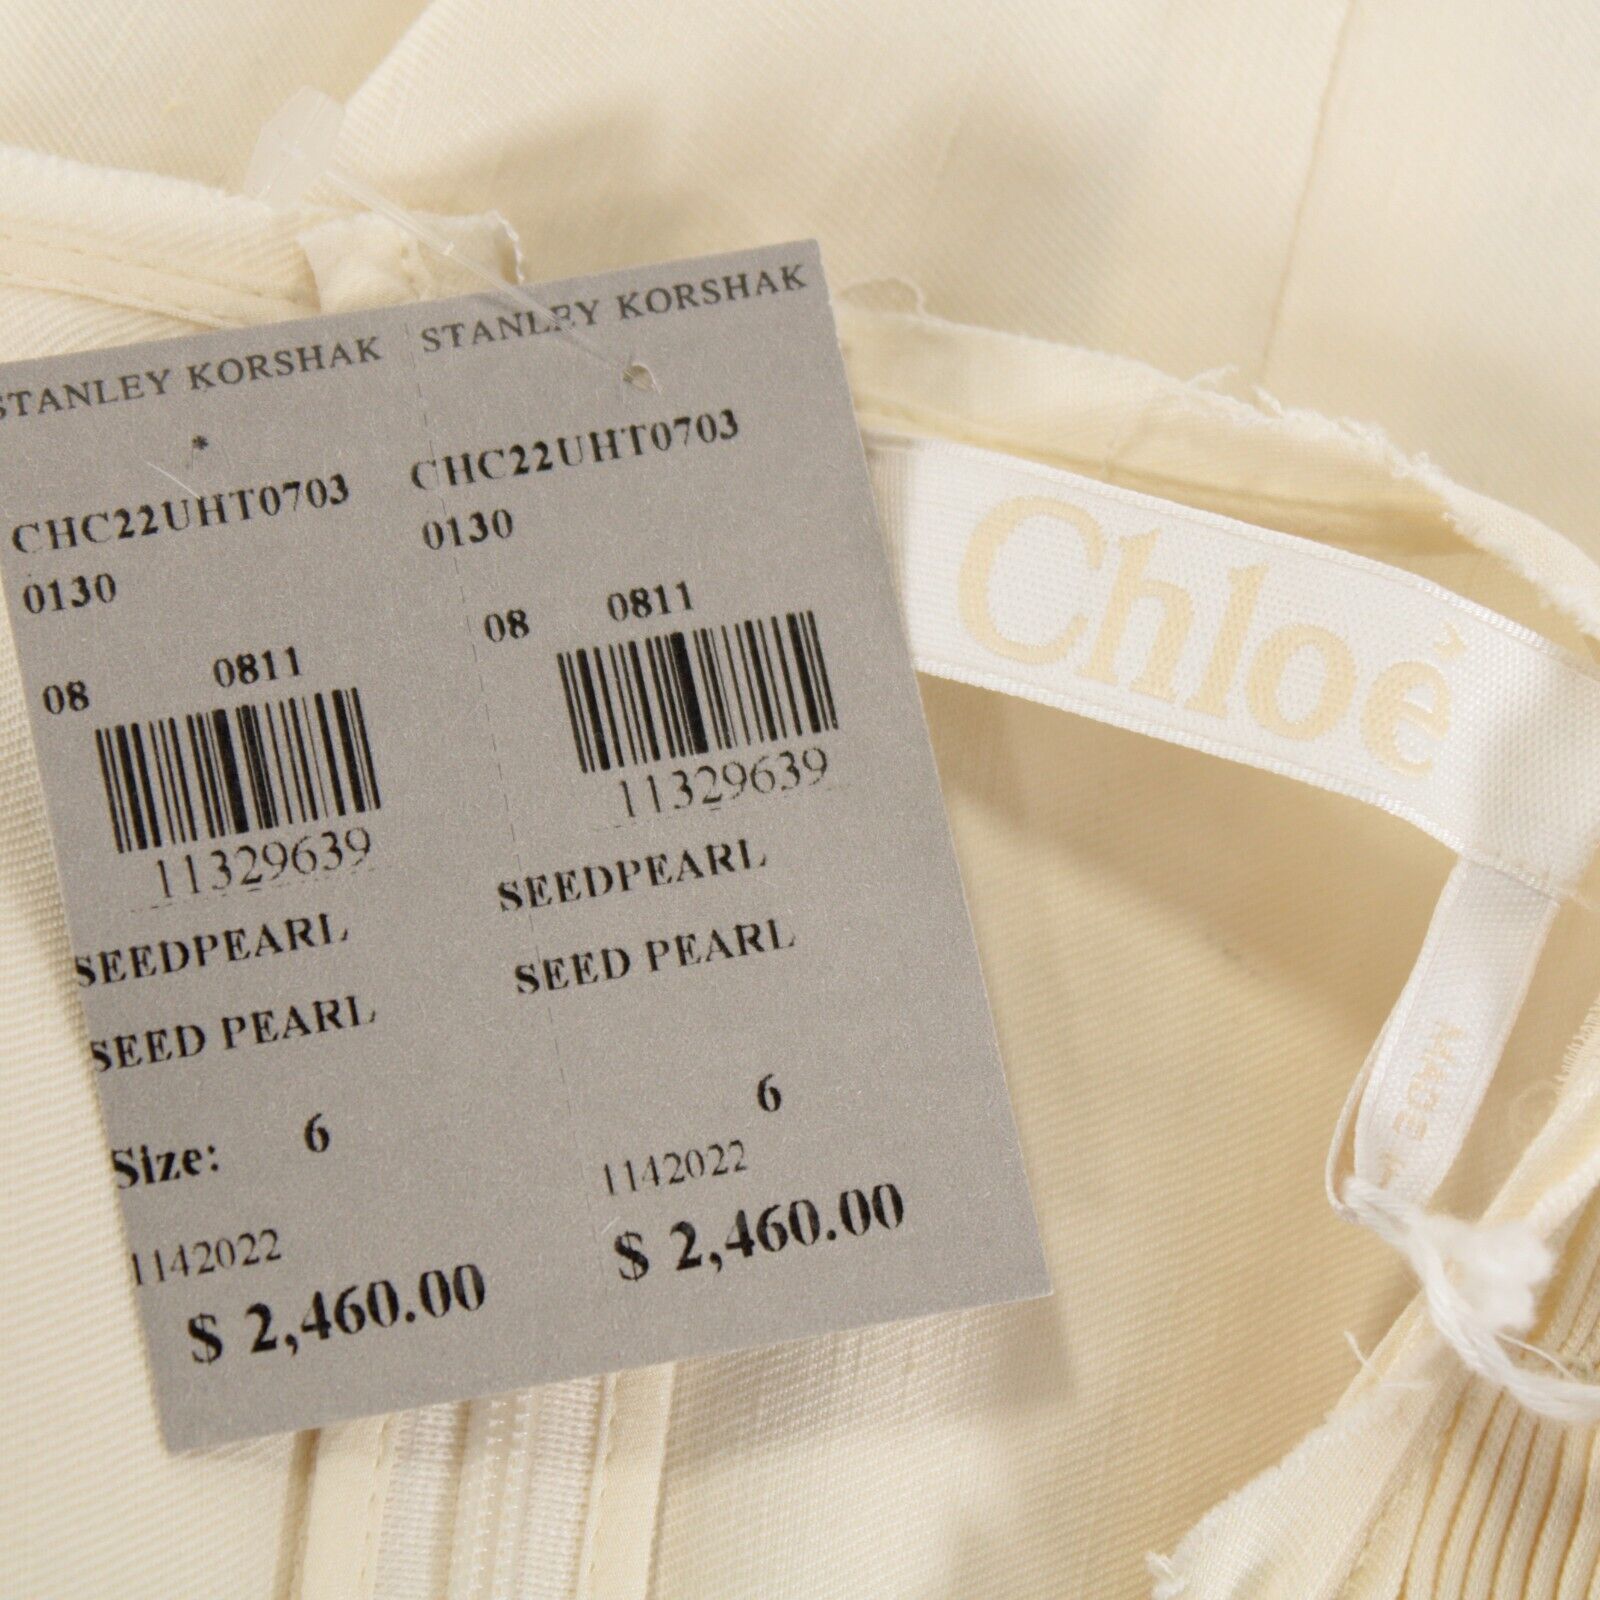 STANLEY KORSHAK
CHC22UHT0703
0130
08 0811
11329639
SEEDPEARL
SEED PEARL
Size: 6
1142022
$ 2,460.00
STANLEY KORSHAK
CHC22UHT0703
0130
08 0811
11329639
SEEDPEARL
SEED PEARL
6
1142022
$ 2,460.00
Chloé
MADE